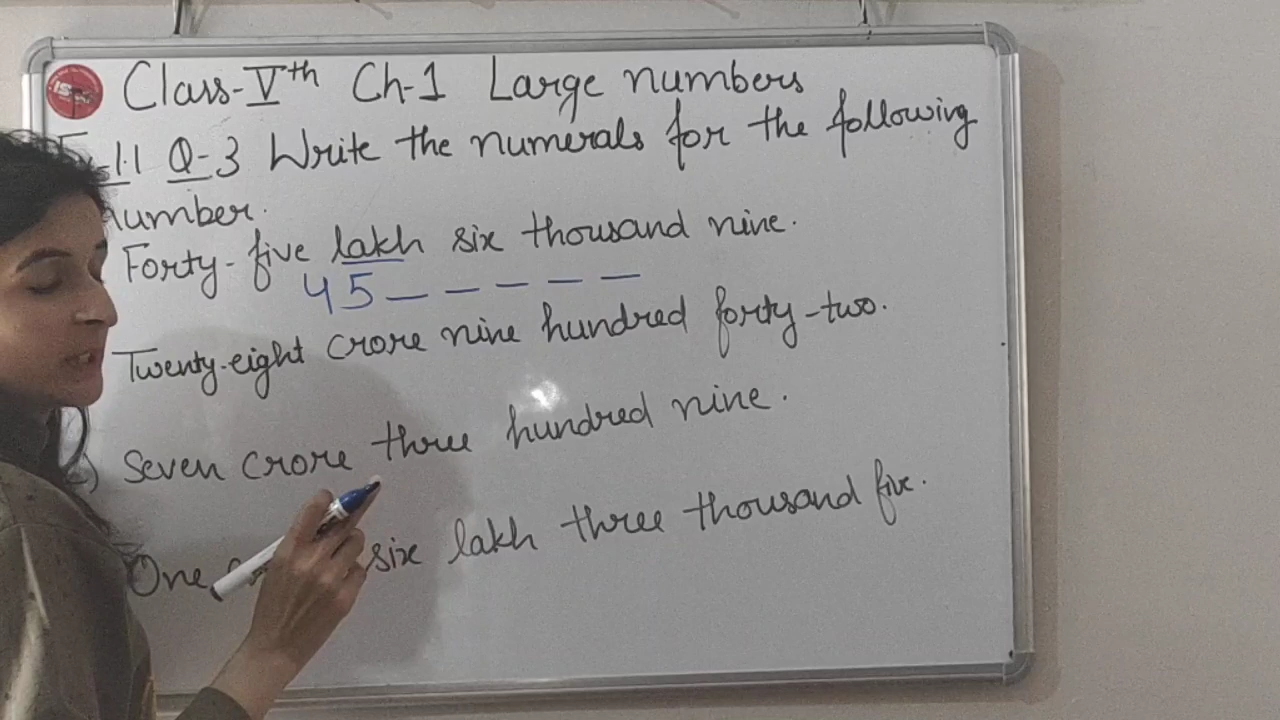 Class-Vth Ch-1 Large numbers
1.1 Q-3 Write the numerals for the following
number.
Forty-five lakh six thousand nine.
45_ _ _ _ _
Twenty-eight crore nine hundred forty-two.
c) Seven crore three hundred nine.
One six lakh three thousand five.